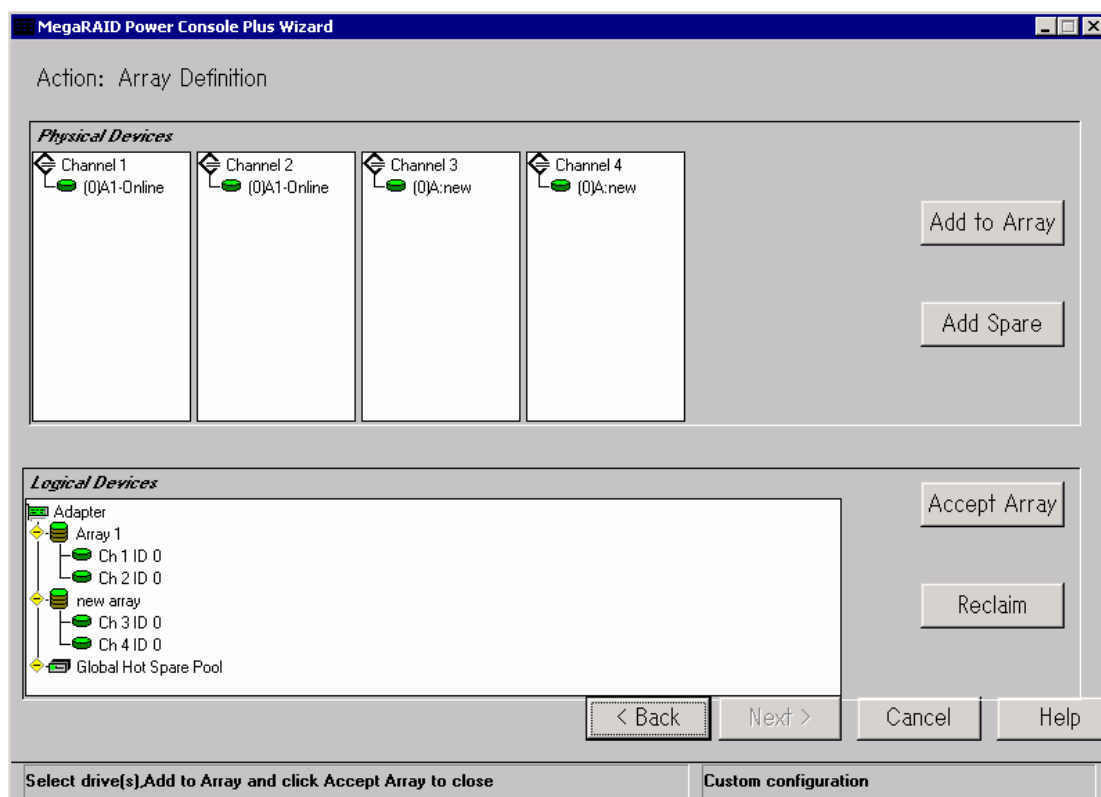 MegaRAID Power Console Plus Wizard
Action: Array Definition
Physical Devices
Channel 1
(0)A1-Online
Channel 2
(0)A1-Online
Channel 3
(0)A:new
Channel 4
(0)A:new
Add to Array
Add Spare
Logical Devices
Adapter
Array 1
Ch 1 ID 0
Ch 2 ID 0
new array
Ch 3 ID 0
Ch 4 ID 0
Global Hot Spare Pool
Accept Array
Reclaim
< Back
Next >
Cancel
Help
Select drive(s),Add to Array and click Accept Array to close
Custom configuration